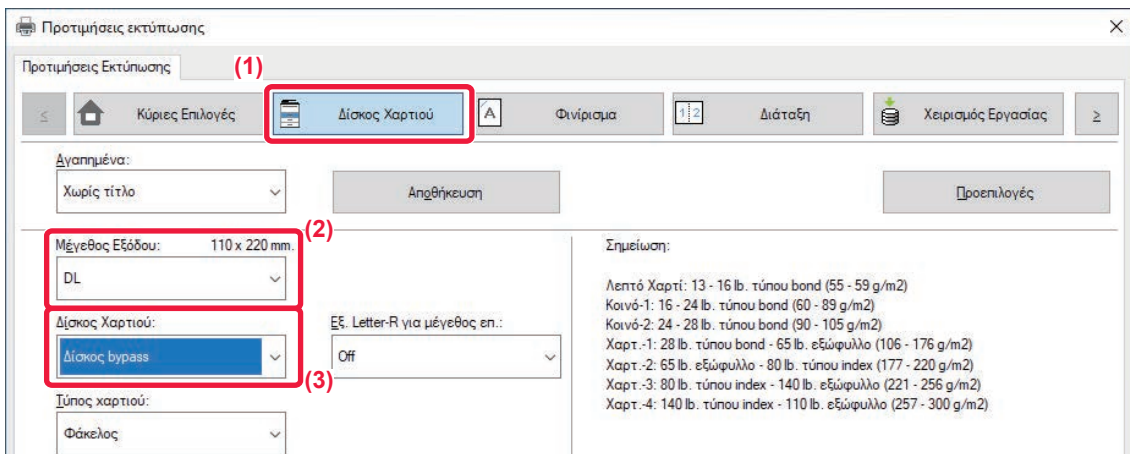 Προτιμήσεις εκτύπωσης
Προτιμήσεις Εκτύπωσης
(1)
< Κύριες Επιλογές Δίσκος Χαρτιού A Φινίρισμα 1 2 Διάταξη Χειρισμός Εργασίας >
Αγαπημένα:
Χωρίς τίτλο Αποθήκευση Προεπιλογές
(2)
Μέγεθος Εξόδου: 110 x 220 mm.
DL
Δίσκος Χαρτιού: Εξ. Letter-R για μέγεθος επ.:
Δίσκος bypass Off
(3)
Τύπος χαρτιού:
Φάκελος
Σημείωση:
Λεπτό Χαρτί: 13 - 16 lb. τύπου bond (55 - 59 g/m2)
Κοινό-1: 16 - 24 lb. τύπου bond (60 - 89 g/m2)
Κοινό-2: 24 - 28 lb. τύπου bond (90 - 105 g/m2)
Χαρτ.-1: 28 lb. τύπου bond - 65 lb. εξώφυλλο (106 - 176 g/m2)
Χαρτ.-2: 65 lb. εξώφυλλο - 80 lb. τύπου index (177 - 220 g/m2)
Χαρτ.-3: 80 lb. τύπου index - 140 lb. εξώφυλλο (221 - 256 g/m2)
Χαρτ.-4: 140 lb. τύπου index - 110 lb. εξώφυλλο (257 - 300 g/m2)